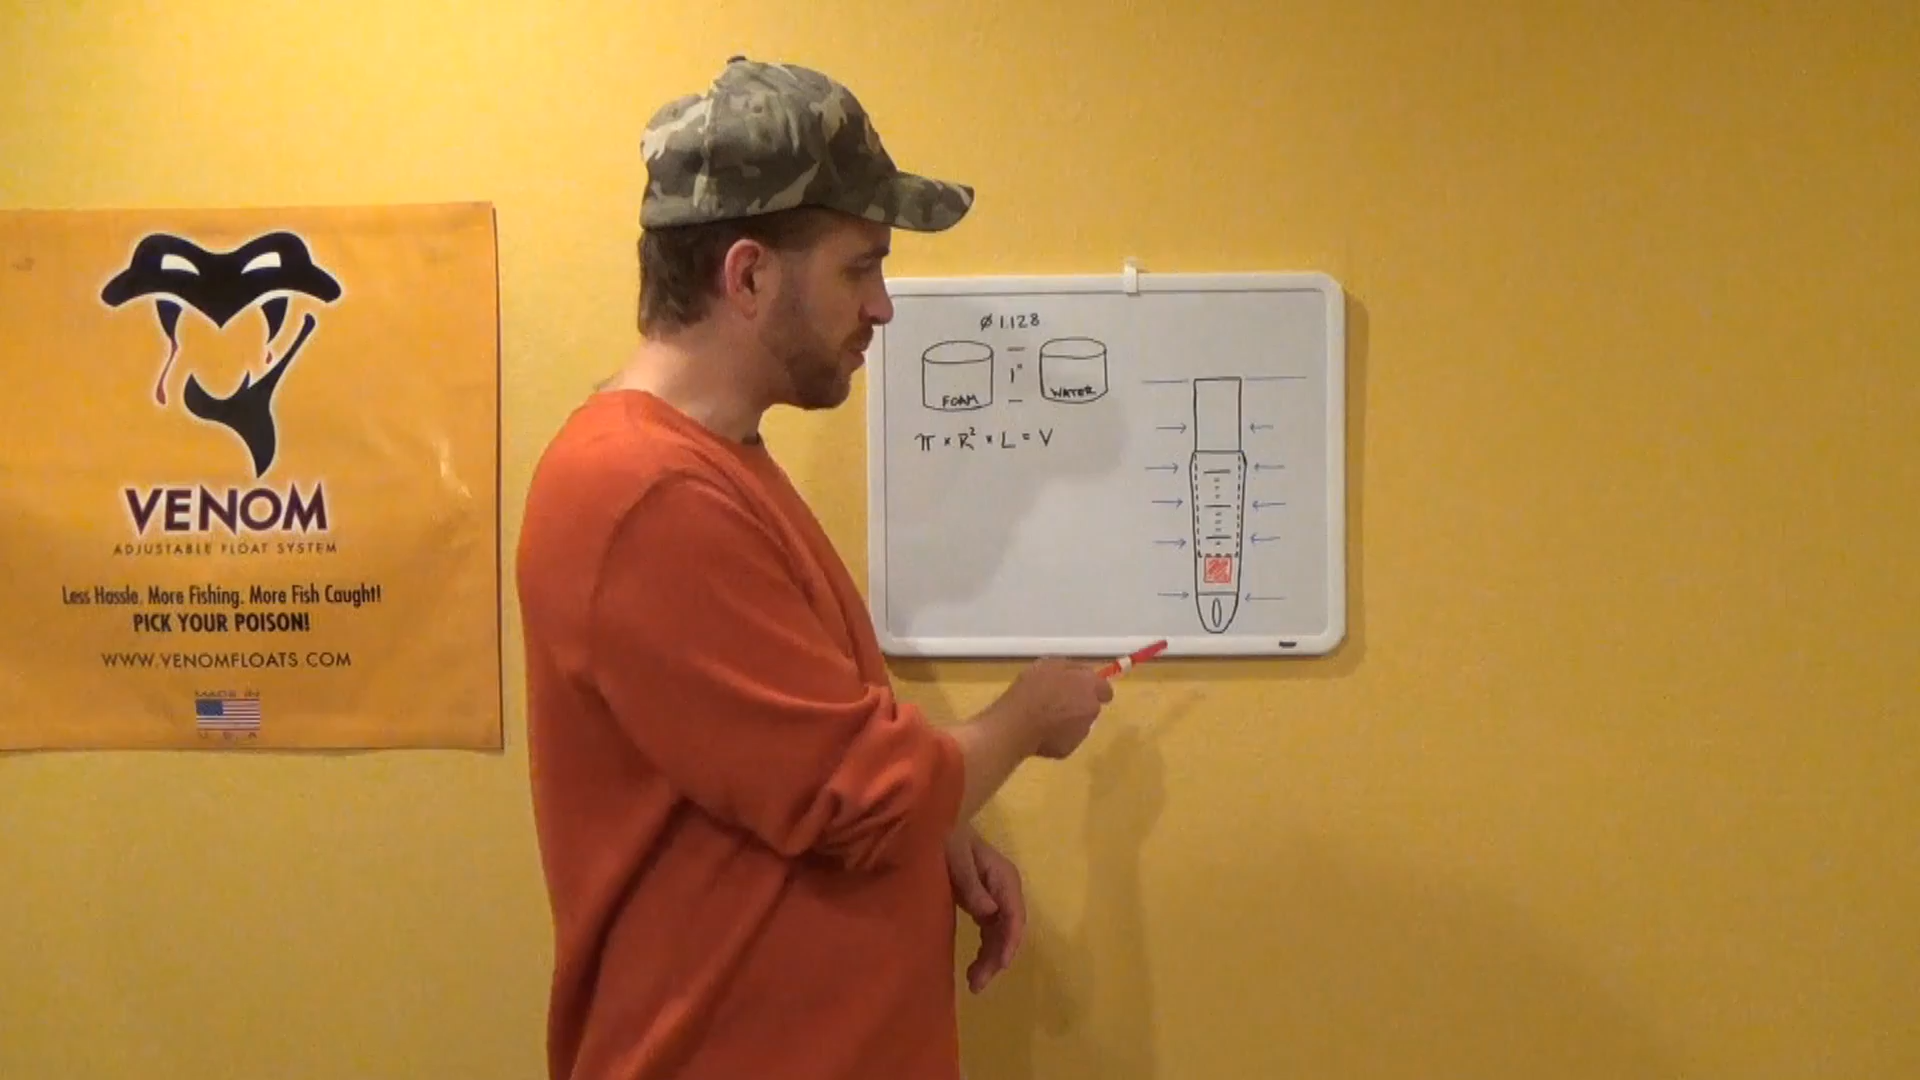 VENOM
ADJUSTABLE FLOAT SYSTEM
Less Hassle. More Fishing. More Fish Caught!
PICK YOUR POISON!
WWW.VENOMFLOATS.COM
MADE IN
U.S.A
Ø 1.128
FOAM
1"
WATER
π × R² × L = V